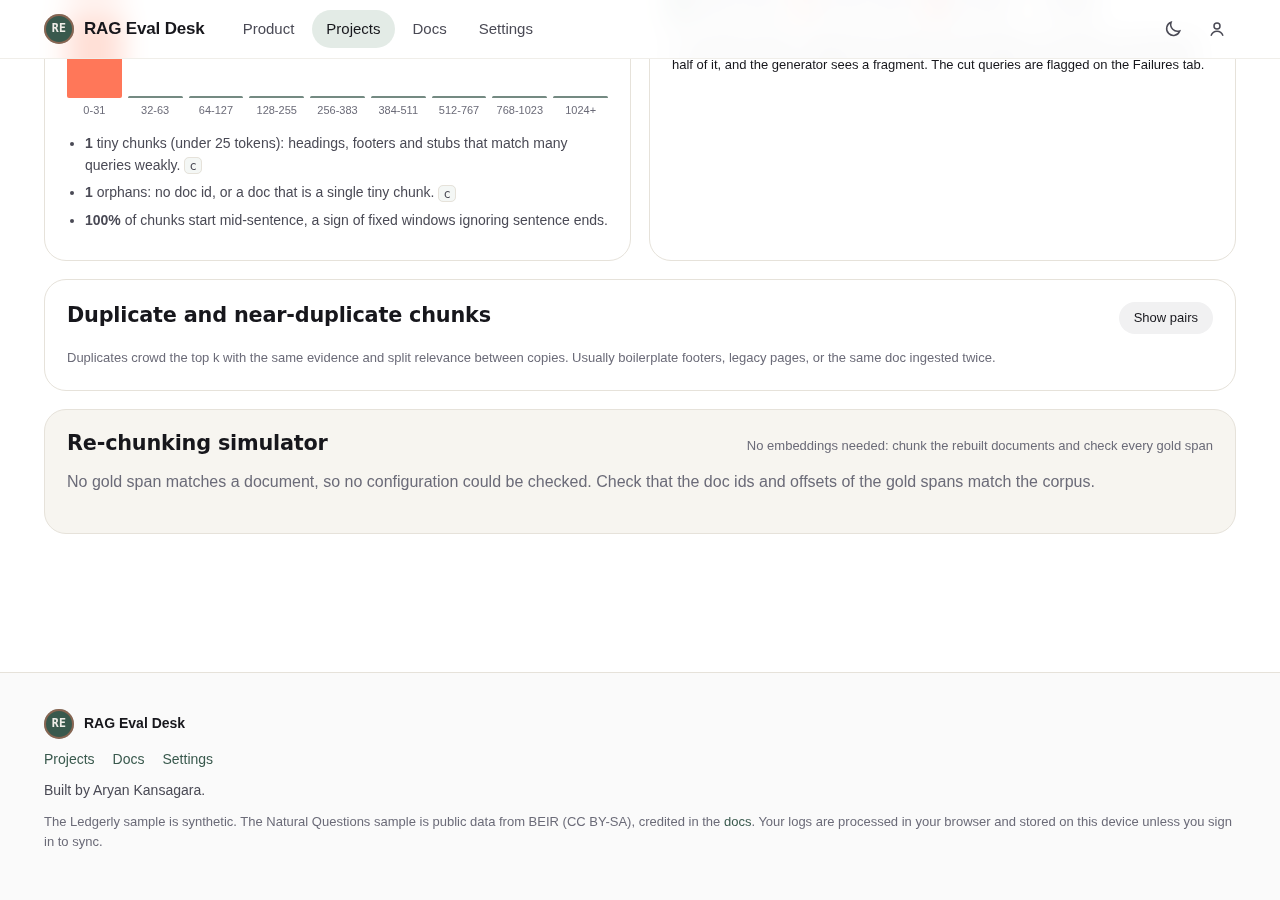 RE RAG Eval Desk Product Projects Docs Settings
half of it, and the generator sees a fragment. The cut queries are flagged on the Failures tab.
0-31 32-63 64-127 128-255 256-383 384-511 512-767 768-1023 1024+
1 tiny chunks (under 25 tokens): headings, footers and stubs that match many
queries weakly. c
1 orphans: no doc id, or a doc that is a single tiny chunk. c
100% of chunks start mid-sentence, a sign of fixed windows ignoring sentence ends.
Duplicate and near-duplicate chunks
Show pairs
Duplicates crowd the top k with the same evidence and split relevance between copies. Usually boilerplate footers, legacy pages, or the same doc ingested twice.
Re-chunking simulator
No embeddings needed: chunk the rebuilt documents and check every gold span
No gold span matches a document, so no configuration could be checked. Check that the doc ids and offsets of the gold spans match the corpus.
RE RAG Eval Desk
Projects Docs Settings
Built by Aryan Kansagara.
The Ledgerly sample is synthetic. The Natural Questions sample is public data from BEIR (CC BY-SA), credited in the docs. Your logs are processed in your browser and stored on this device unless you sign
in to sync.